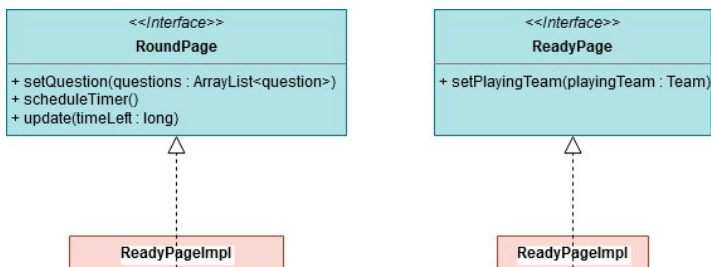 <<Interface>>
RoundPage
+ setQuestion(questions : ArrayList<question>)
+ scheduleTimer()
+ update(timeLeft : long)
ReadyPageImpl
<<Interface>>
ReadyPage
+ setPlayingTeam(playingTeam : Team)
ReadyPageImpl